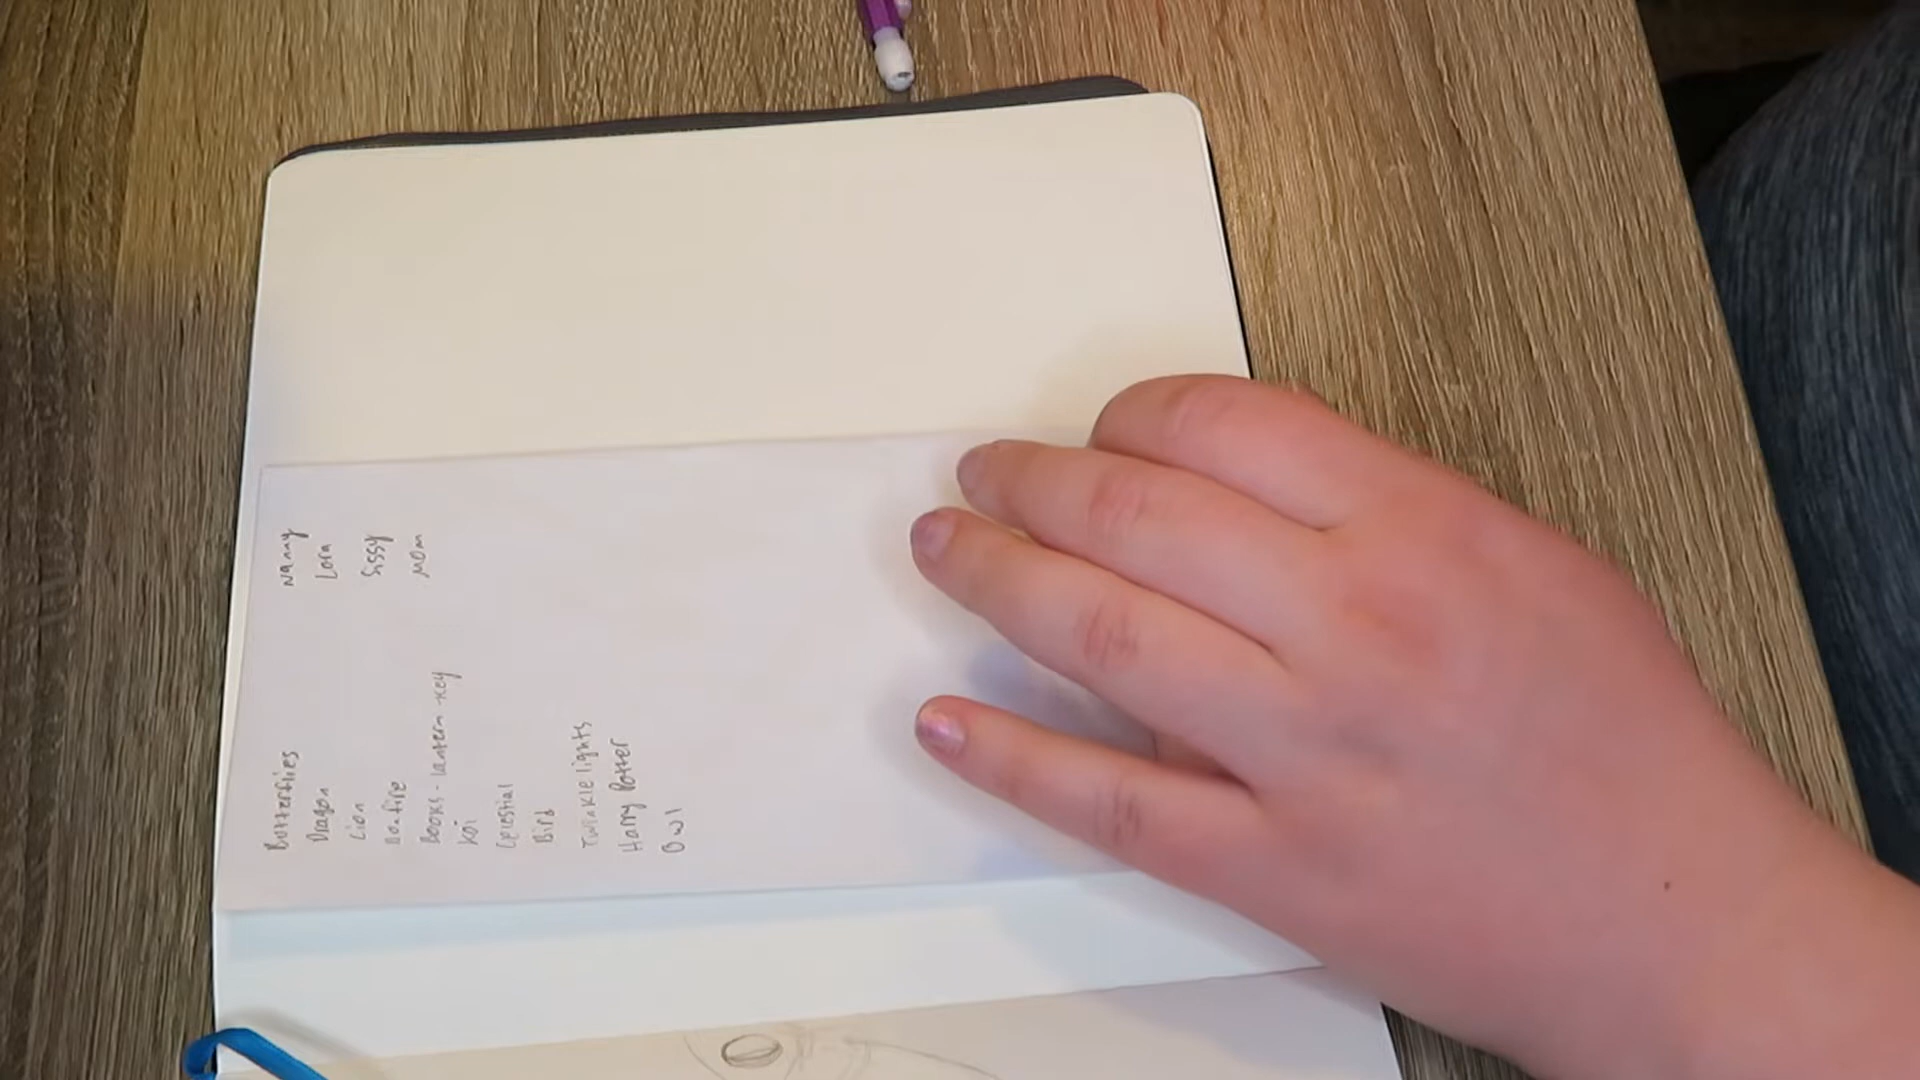 Butterflies Nanny
Dragon Lora
Lion Sissy
Bonfire Mom
Books - lantern - key
Koi
Celestial
Bird
Twinkle lights
Harry Potter
Owl